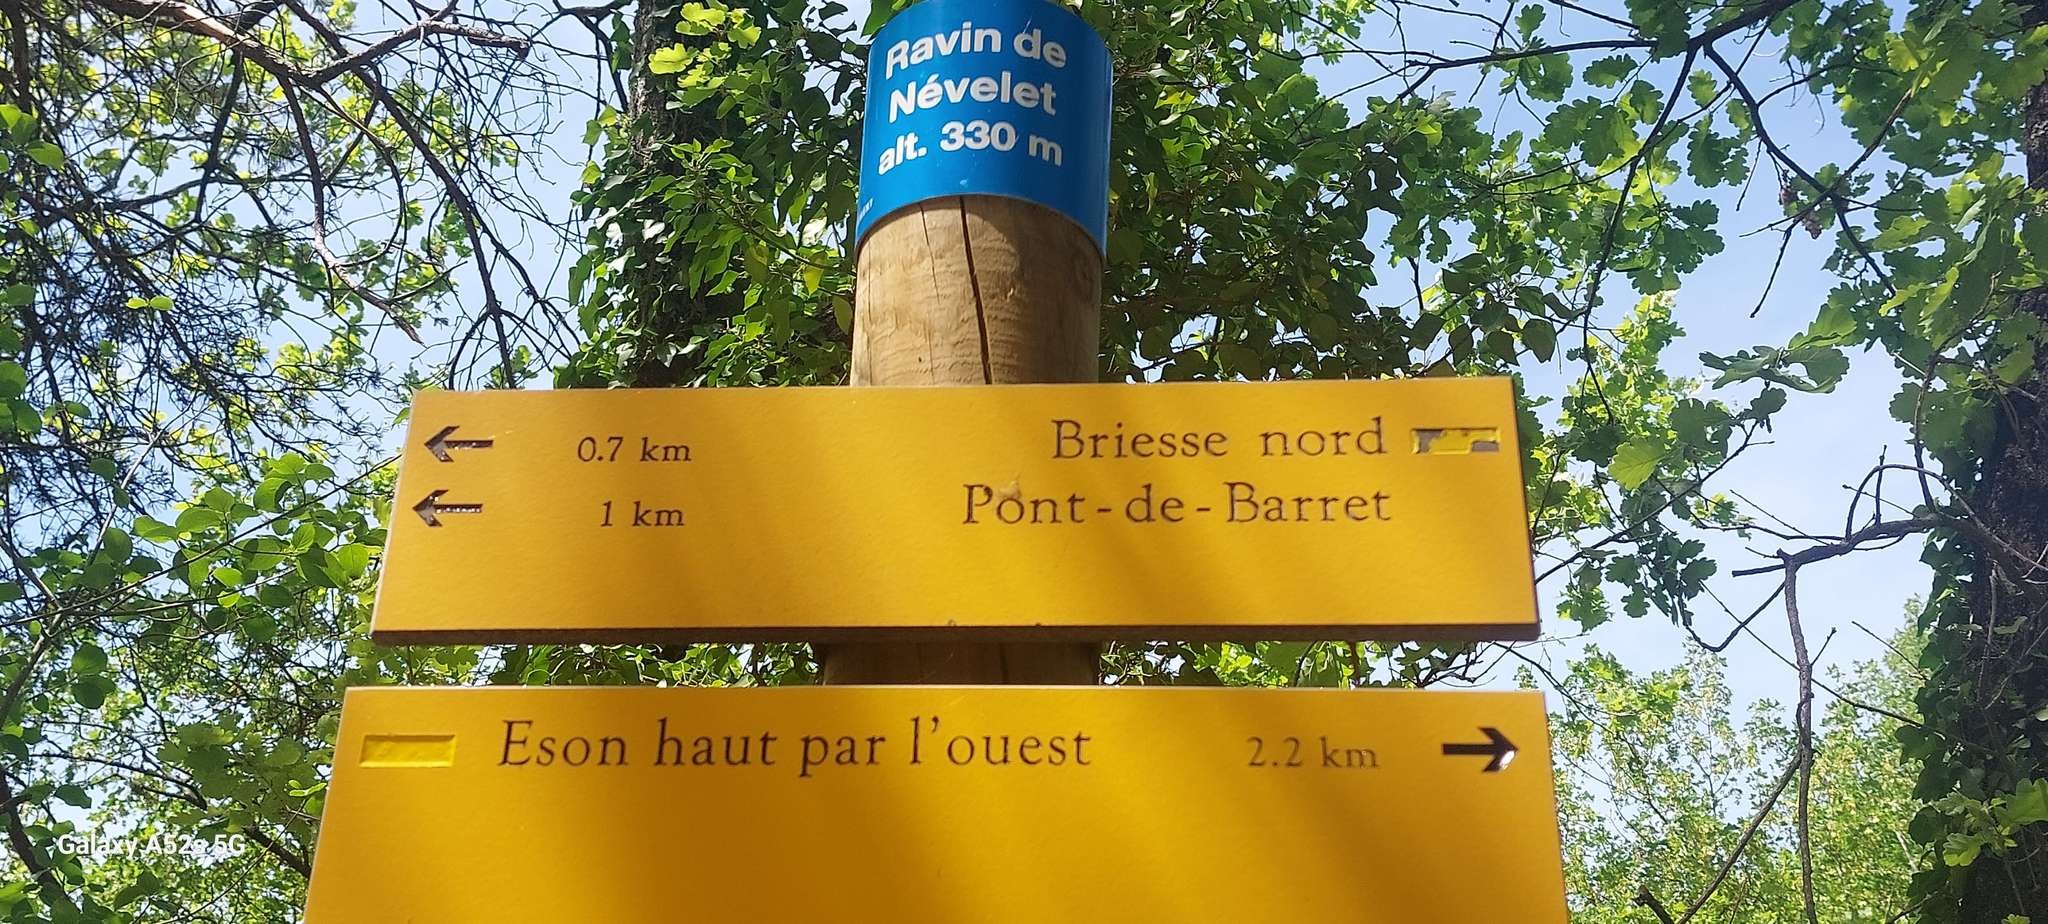 Ravin de
Névelet
alt. 330 m
0.7 km Briesse nord
1 km Pont-de-Barret
Eson haut par l'ouest 2.2 km
Galaxy A52s 5G